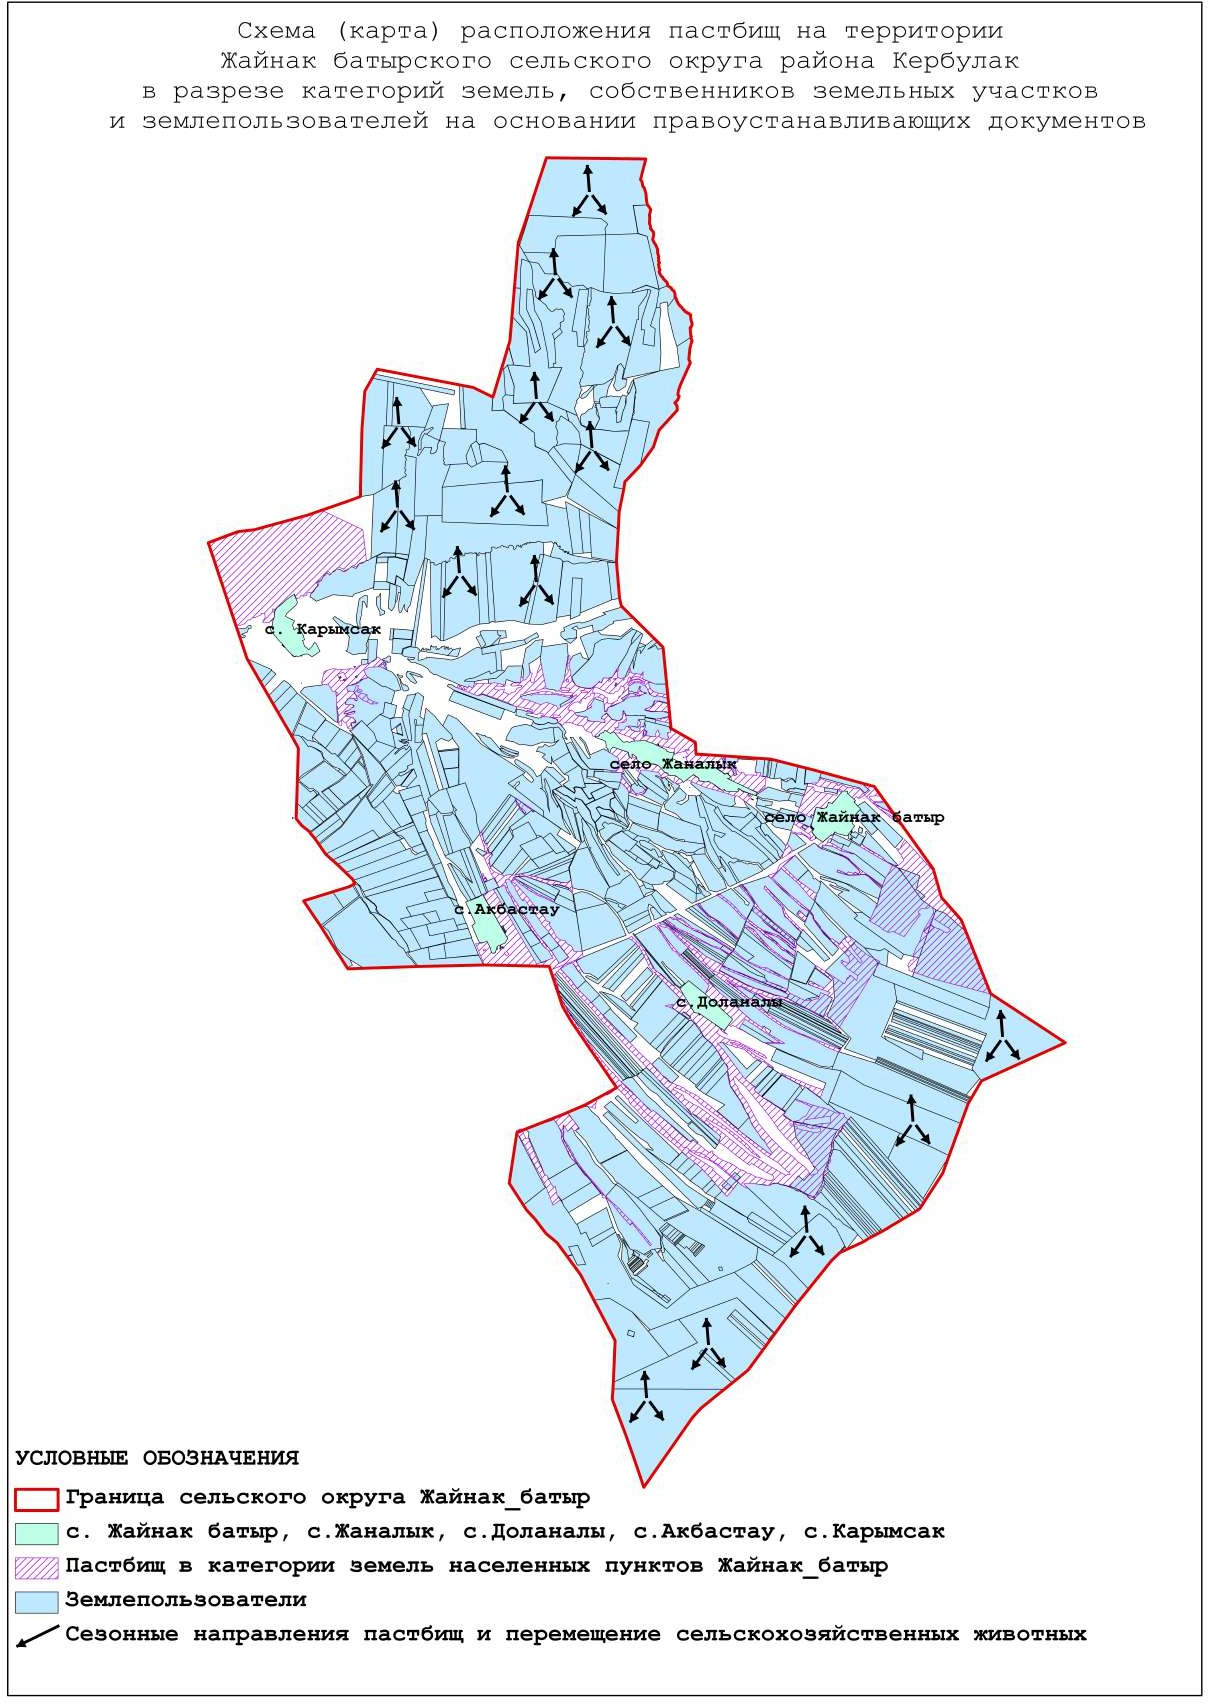 Схема (карта) расположения пастбищ на территории
Жайнак батырского сельского округа района Кербулак
в разрезе категорий земель, собственников земельных участков
и землепользователей на основании правоустанавливающих документов
с. Карымсак
село Жаналык
село Жайнак батыр
с.Акбастау
с.Доланалы
УСЛОВНЫЕ ОБОЗНАЧЕНИЯ
Граница сельского округа Жайнак_батыр
с. Жайнак батыр, с.Жаналык, с.Доланалы, с.Акбастау, с.Карымсак
Пастбищ в категории земель населенных пунктов Жайнак_батыр
Землепользователи
Сезонные направления пастбищ и перемещение сельскохозяйственных животных